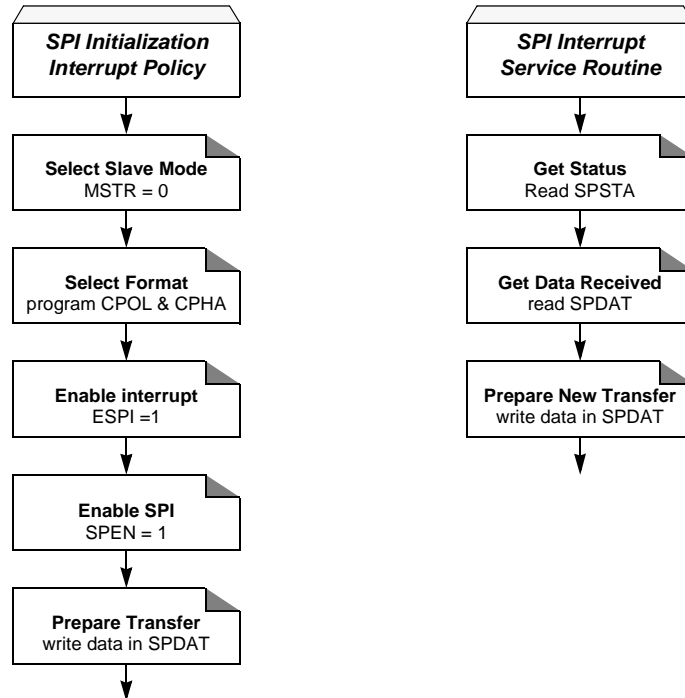 SPI Initialization
Interrupt Policy
Select Slave Mode
MSTR = 0
Select Format
program CPOL & CPHA
Enable interrupt
ESPI =1
Enable SPI
SPEN = 1
Prepare Transfer
write data in SPDAT
SPI Interrupt
Service Routine
Get Status
Read SPSTA
Get Data Received
read SPDAT
Prepare New Transfer
write data in SPDAT